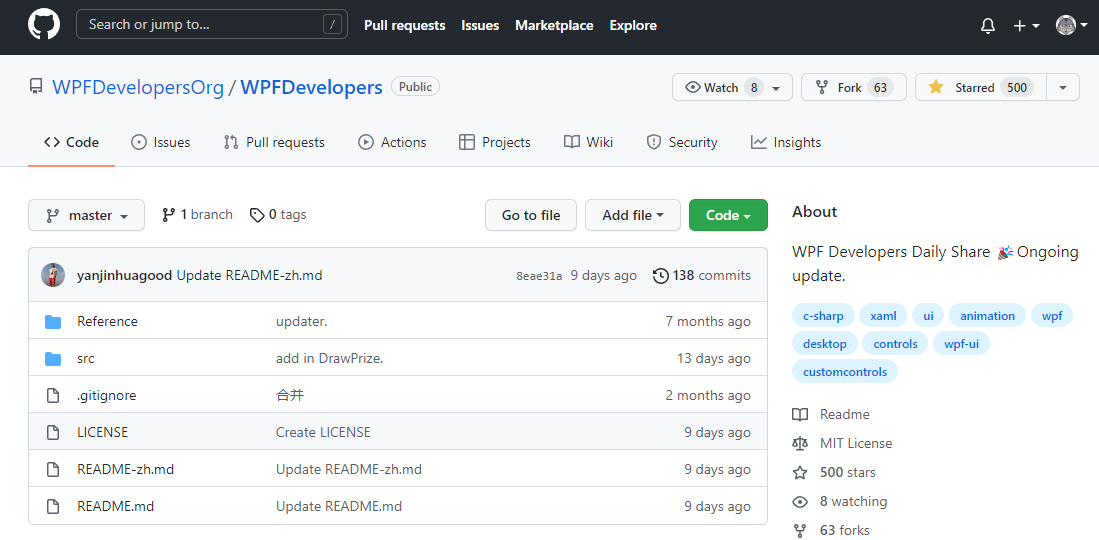 Search or jump to... /
Pull requests Issues Marketplace Explore
WPFDevelopersOrg / WPFDevelopers Public
Watch 8 Fork 63 Starred 500
Code Issues Pull requests Actions Projects Wiki Security Insights
master 1 branch 0 tags
Go to file Add file Code
yanjinhuagood Update README-zh.md 8eae31a 9 days ago 138 commits
Reference updater. 7 months ago
src add in DrawPrize. 13 days ago
.gitignore 合并 2 months ago
LICENSE Create LICENSE 9 days ago
README-zh.md Update README-zh.md 9 days ago
README.md Update README.md 9 days ago
About
WPF Developers Daily Share 🎉Ongoing
update.
c-sharp xaml ui animation wpf
desktop controls wpf-ui
customcontrols
Readme
MIT License
500 stars
8 watching
63 forks